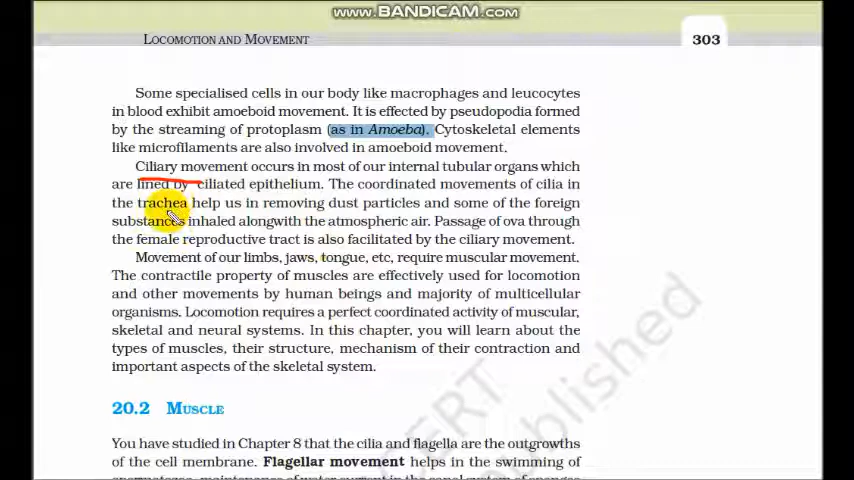 www.BANDICAM.com
LOCOMOTION AND MOVEMENT
303
Some specialised cells in our body like macrophages and leucocytes
in blood exhibit amoeboid movement. It is effected by pseudopodia formed
by the streaming of protoplasm (as in Amoeba). Cytoskeletal elements
like microfilaments are also involved in amoeboid movement.
Ciliary movement occurs in most of our internal tubular organs which
are lined by ciliated epithelium. The coordinated movements of cilia in
the trachea help us in removing dust particles and some of the foreign
substances inhaled alongwith the atmospheric air. Passage of ova through
the female reproductive tract is also facilitated by the ciliary movement.
Movement of our limbs, jaws, tongue, etc, require muscular movement.
The contractile property of muscles are effectively used for locomotion
and other movements by human beings and majority of multicellular
organisms. Locomotion requires a perfect coordinated activity of muscular,
skeletal and neural systems. In this chapter, you will learn about the
types of muscles, their structure, mechanism of their contraction and
important aspects of the skeletal system.
20.2 MUSCLE
You have studied in Chapter 8 that the cilia and flagella are the outgrowths
of the cell membrane. Flagellar movement helps in the swimming of